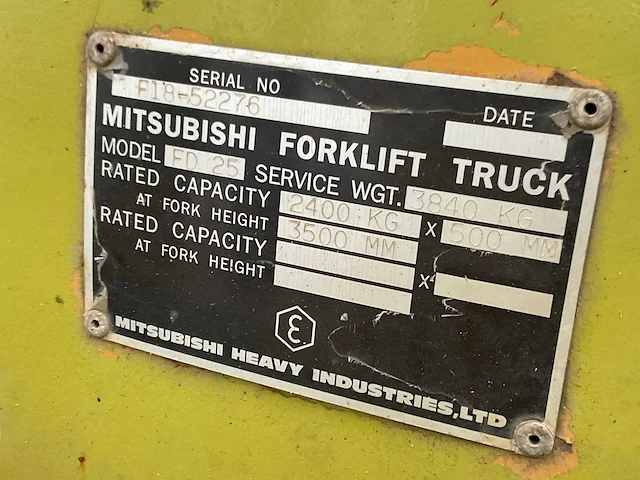 SERIAL NO
F18-52276
DATE
MITSUBISHI FORKLIFT TRUCK
MODEL FD 25 SERVICE WGT. 3840 KG
RATED CAPACITY 2400 KG X 500 MM
AT FORK HEIGHT 3500 MM
RATED CAPACITY X
AT FORK HEIGHT
ε
MITSUBISHI HEAVY INDUSTRIES,LTD